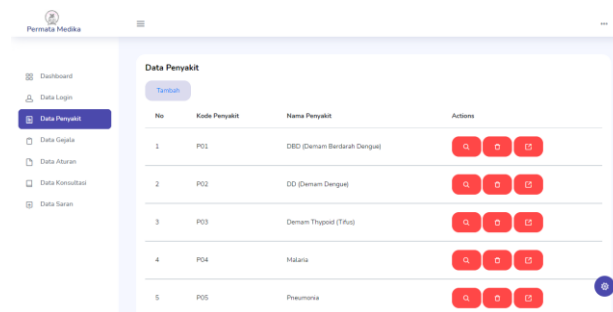 Permata Medika
Dashboard
Data Login
Data Penyakit
Data Gejala
Data Aturan
Data Konsultasi
Data Saran
Data Penyakit
Tambah
No Kode Penyakit Nama Penyakit Actions
1 P01 DBD (Demam Berdarah Dengue)
2 P02 DD (Demam Dengue)
3 P03 Demam Thypoid (Tifus)
4 P04 Malaria
5 P05 Pneumonia